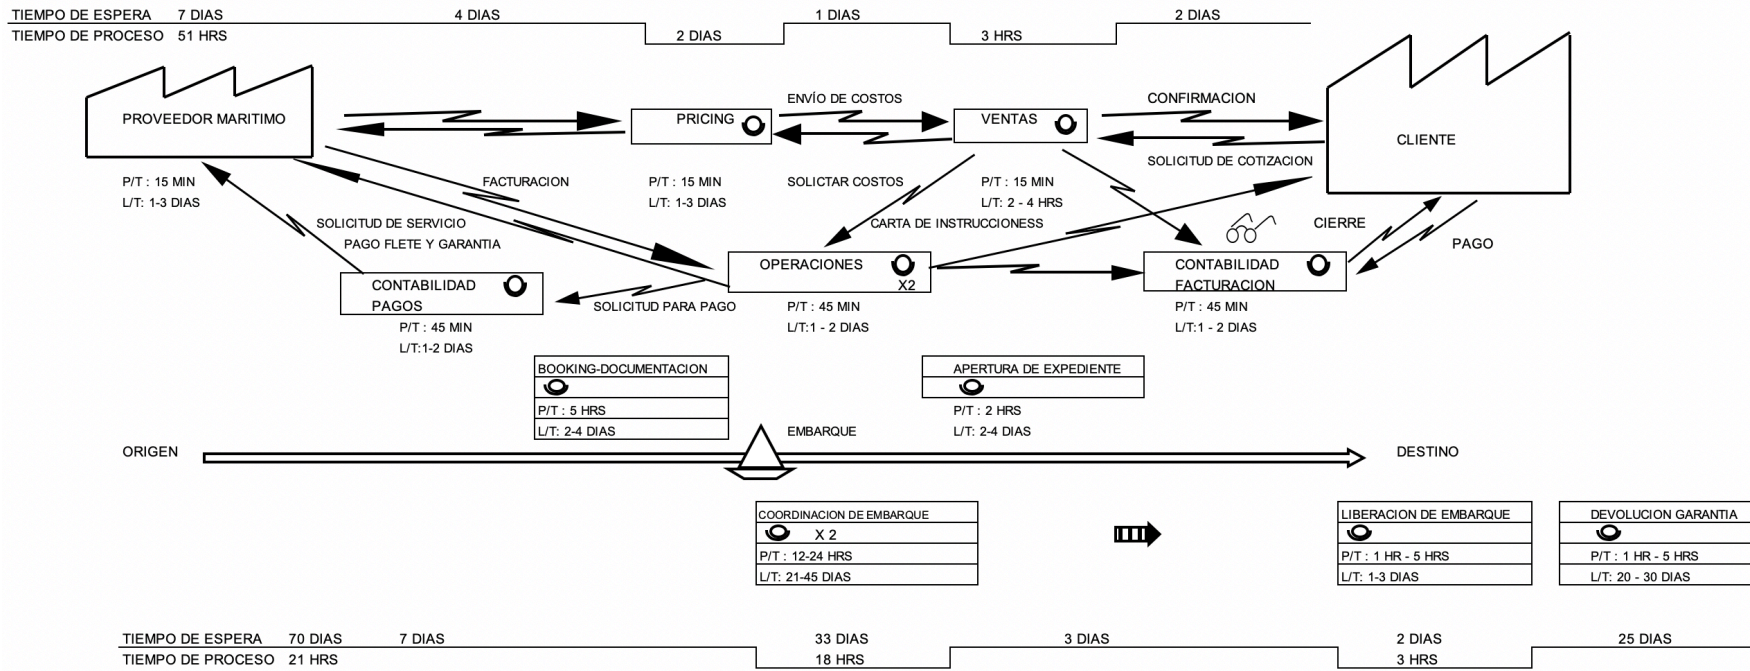 TIEMPO DE ESPERA 7 DIAS 4 DIAS 1 DIAS 2 DIAS
TIEMPO DE PROCESO 51 HRS 2 DIAS 3 HRS
PROVEEDOR MARITIMO
PRICING
ENVÍO DE COSTOS
VENTAS
CONFIRMACION
CLIENTE
SOLICITUD DE COTIZACION
P/T : 15 MIN
L/T: 1-3 DIAS
FACTURACION
P/T : 15 MIN
L/T: 1-3 DIAS
SOLICTAR COSTOS
P/T : 15 MIN
L/T: 2 - 4 HRS
SOLICITUD DE SERVICIO
PAGO FLETE Y GARANTIA
CARTA DE INSTRUCCIONESS
CIERRE
PAGO
CONTABILIDAD
PAGOS
P/T : 45 MIN
L/T:1-2 DIAS
SOLICITUD PARA PAGO
OPERACIONES
X2
P/T : 45 MIN
L/T:1 - 2 DIAS
CONTABILIDAD
FACTURACION
P/T : 45 MIN
L/T:1 - 2 DIAS
BOOKING-DOCUMENTACION
P/T : 5 HRS
L/T: 2-4 DIAS
APERTURA DE EXPEDIENTE
P/T : 2 HRS
L/T: 2-4 DIAS
EMBARQUE
ORIGEN
DESTINO
COORDINACION DE EMBARQUE
X 2
P/T : 12-24 HRS
L/T: 21-45 DIAS
LIBERACION DE EMBARQUE
P/T : 1 HR - 5 HRS
L/T: 1-3 DIAS
DEVOLUCION GARANTIA
P/T : 1 HR - 5 HRS
L/T: 20 - 30 DIAS
TIEMPO DE ESPERA 70 DIAS 7 DIAS 33 DIAS 3 DIAS 2 DIAS 25 DIAS
TIEMPO DE PROCESO 21 HRS 18 HRS 3 HRS